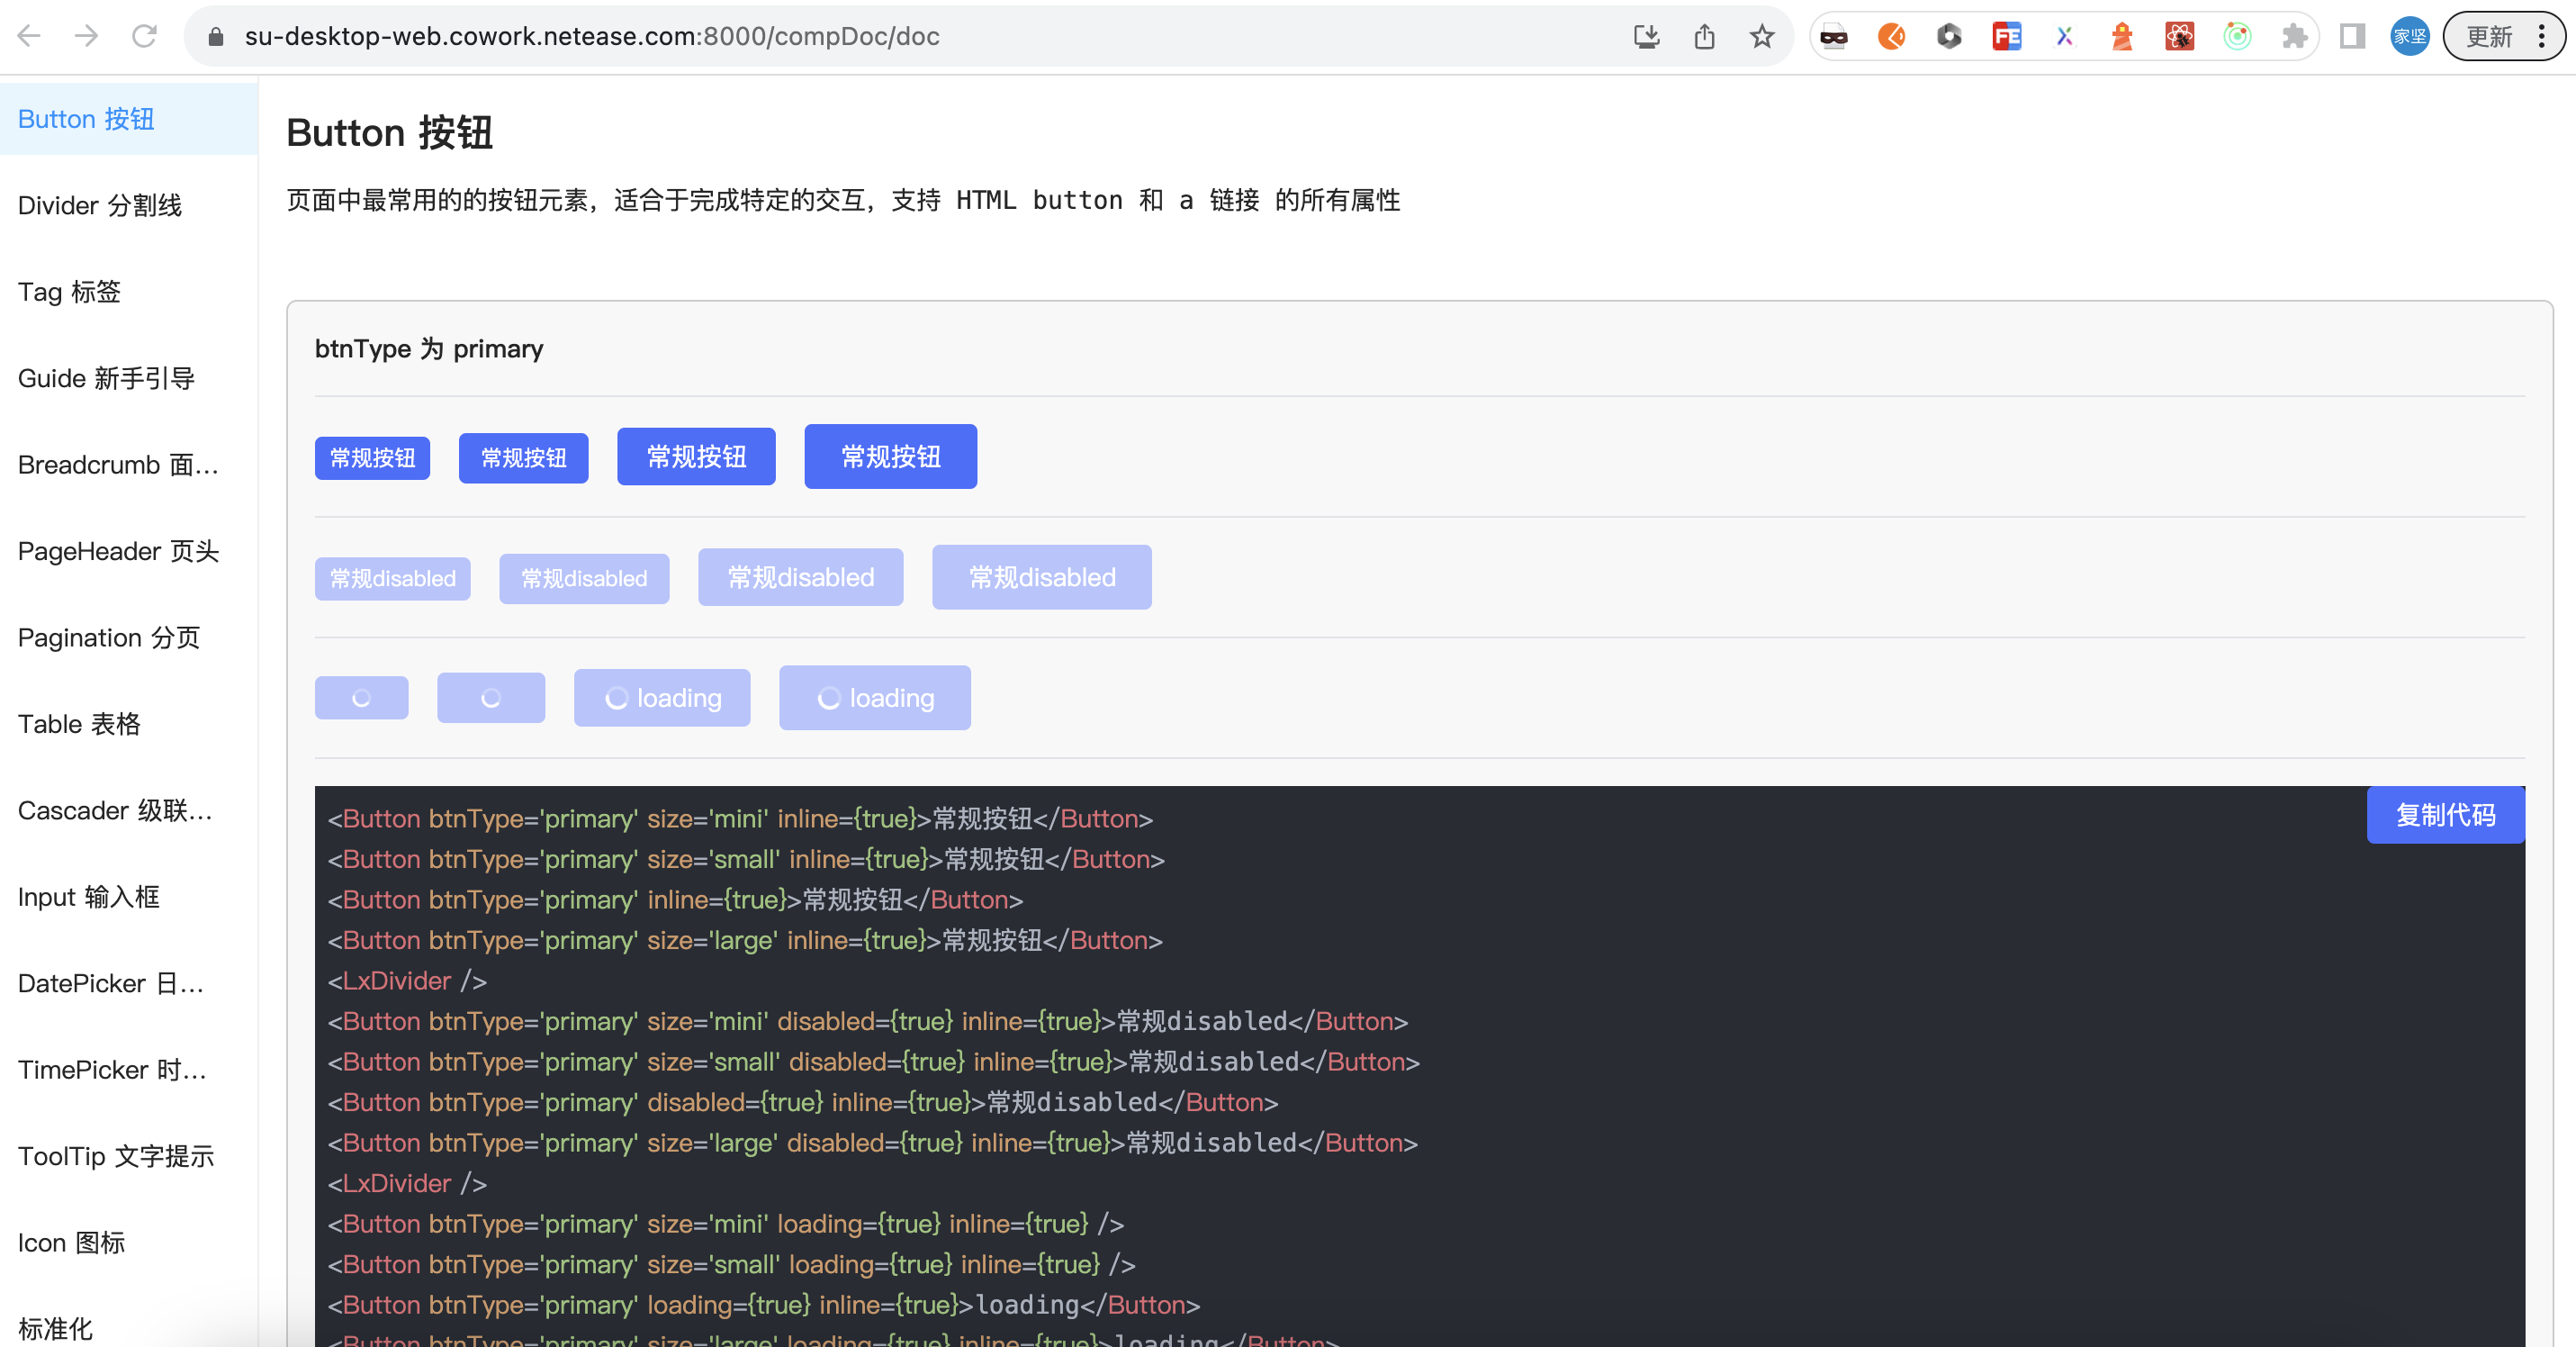 su-desktop-web.cowork.netease.com:8000/compDoc/doc
FE
家坚
更新
Button 按钮
Divider 分割线
Tag 标签
Guide 新手引导
Breadcrumb 面...
PageHeader 页头
Pagination 分页
Table 表格
Cascader 级联...
Input 输入框
DatePicker 日...
TimePicker 时...
ToolTip 文字提示
Icon 图标
标准化
Button 按钮
页面中最常用的的按钮元素，适合于完成特定的交互，支持 HTML button 和 a 链接 的所有属性
btnType 为 primary
常规按钮 常规按钮 常规按钮 常规按钮
常规disabled 常规disabled 常规disabled 常规disabled
loading loading
复制代码
<Button btnType='primary' size='mini' inline={true}>常规按钮</Button>
<Button btnType='primary' size='small' inline={true}>常规按钮</Button>
<Button btnType='primary' inline={true}>常规按钮</Button>
<Button btnType='primary' size='large' inline={true}>常规按钮</Button>
<LxDivider />
<Button btnType='primary' size='mini' disabled={true} inline={true}>常规disabled</Button>
<Button btnType='primary' size='small' disabled={true} inline={true}>常规disabled</Button>
<Button btnType='primary' disabled={true} inline={true}>常规disabled</Button>
<Button btnType='primary' size='large' disabled={true} inline={true}>常规disabled</Button>
<LxDivider />
<Button btnType='primary' size='mini' loading={true} inline={true} />
<Button btnType='primary' size='small' loading={true} inline={true} />
<Button btnType='primary' loading={true} inline={true}>loading</Button>
<Button btnType='primary' size='large' loading={true} inline={true}>loading</Button>